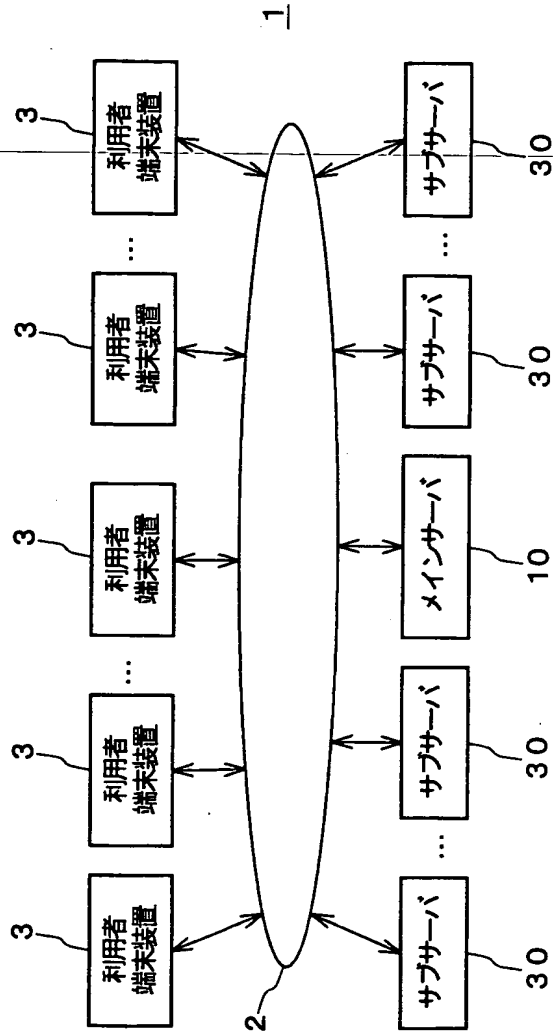 1
3 3 3 3 3
利用者
端末装置
利用者
端末装置
…
利用者
端末装置
利用者
端末装置
…
利用者
端末装置
2
サブサーバ
…
サブサーバ
メインサーバ
サブサーバ
…
サブサーバ
30 30 10 30 30